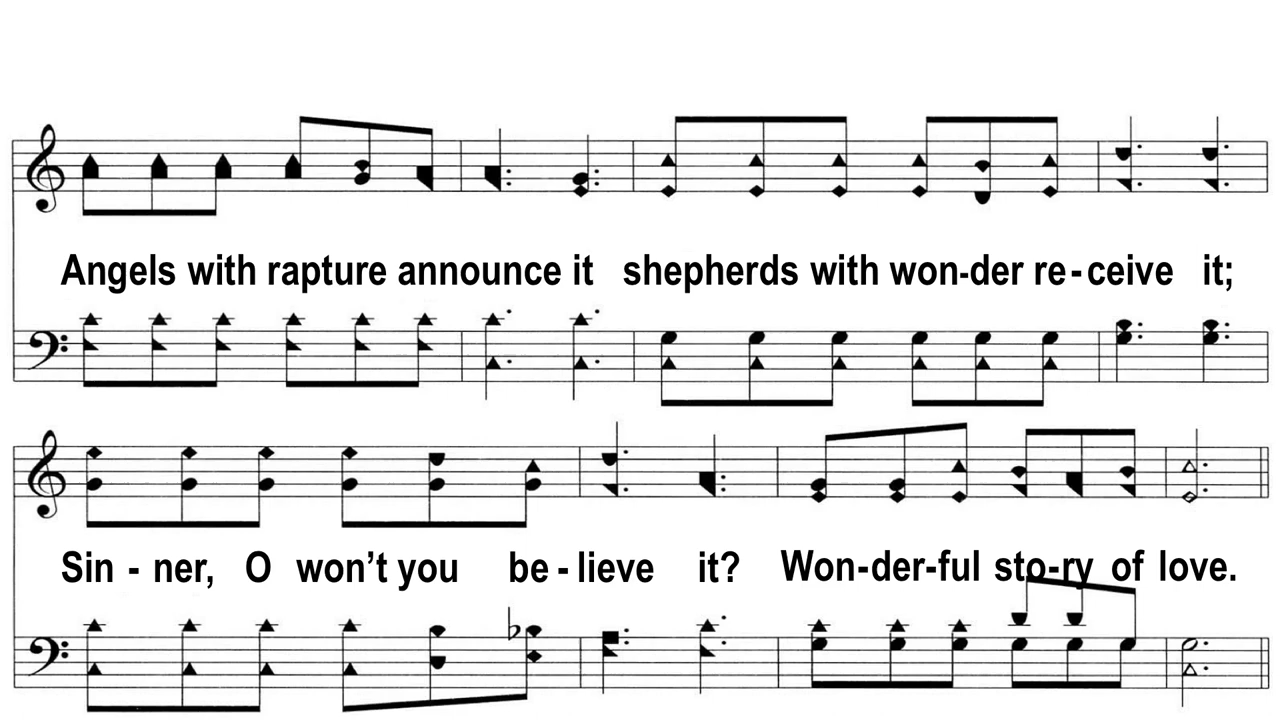 Angels with rapture announce it shepherds with won-der re-ceive it;
Sin - ner, O won’t you be - lieve it? Won-der-ful sto-ry of love.